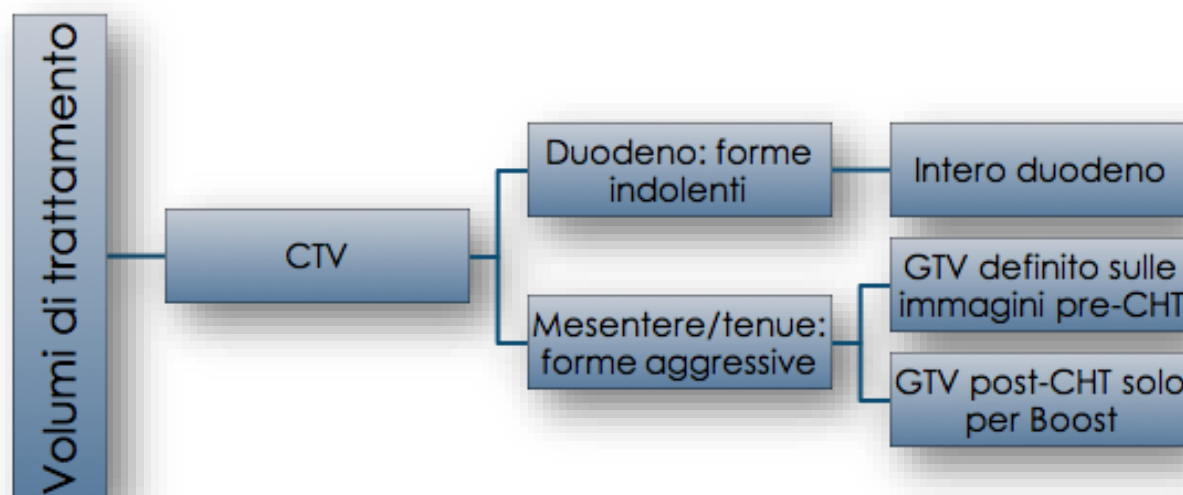 Volumi di trattamento
CTV
Duodeno: forme
indolenti
Intero duodeno
Mesentere/tenue:
forme aggressive
GTV definito sulle
immagini pre-CHT
GTV post-CHT solo
per Boost